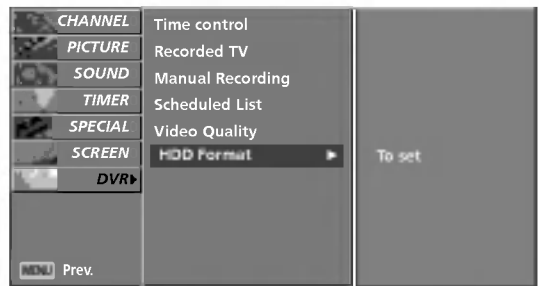 CHANNEL
PICTURE
SOUND
TIMER
SPECIAL
SCREEN
DVR
Time control
Recorded TV
Manual Recording
Scheduled List
Video Quality
HDD Format
To set
MENU Prev.